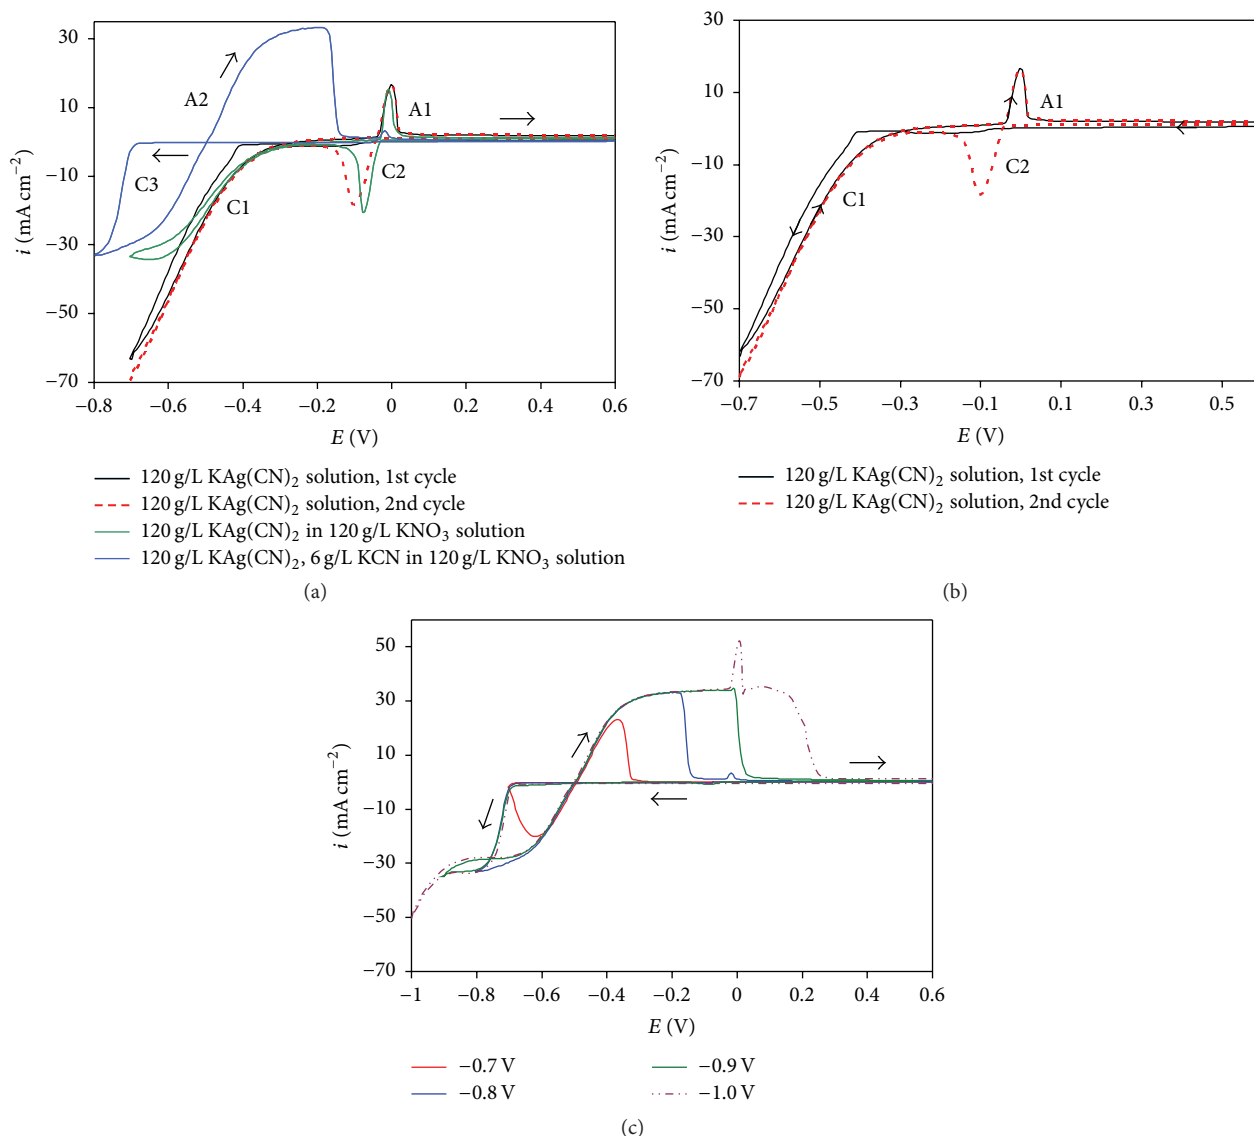 30
10
−10
−30
−50
−70
i (mA cm⁻²)
A2
A1
C3
C2
C1
−0.8 −0.6 −0.4 −0.2 0 0.2 0.4 0.6
E (V)
120 g/L KAg(CN)₂ solution, 1st cycle
120 g/L KAg(CN)₂ solution, 2nd cycle
120 g/L KAg(CN)₂ in 120 g/L KNO₃ solution
120 g/L KAg(CN)₂, 6 g/L KCN in 120 g/L KNO₃ solution
(a)
30
10
−10
−30
−50
−70
i (mA cm⁻²)
A1
C2
C1
−0.7 −0.5 −0.3 −0.1 0.1 0.3 0.5
E (V)
120 g/L KAg(CN)₂ solution, 1st cycle
120 g/L KAg(CN)₂ solution, 2nd cycle
(b)
50
30
10
−10
−30
−50
−70
i (mA cm⁻²)
−1 −0.8 −0.6 −0.4 −0.2 0 0.2 0.4 0.6
E (V)
−0.7 V −0.9 V
−0.8 V −1.0 V
(c)